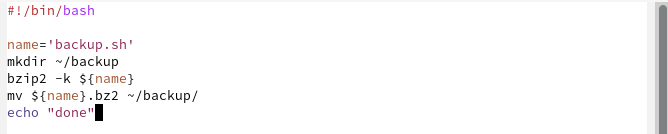 #!/bin/bash

name='backup.sh'
mkdir ~/backup
bzip2 -k ${name}
mv ${name}.bz2 ~/backup/
echo "done"